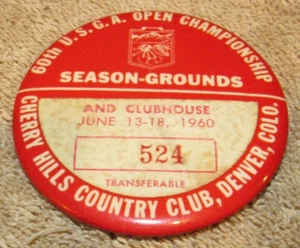 60th U.S.G.A. OPEN CHAMPIONSHIP
SEASON-GROUNDS
AND CLUBHOUSE
JUNE 13-18, 1960
524
TRANSFERABLE
CHERRY HILLS COUNTRY CLUB, DENVER, COLO.